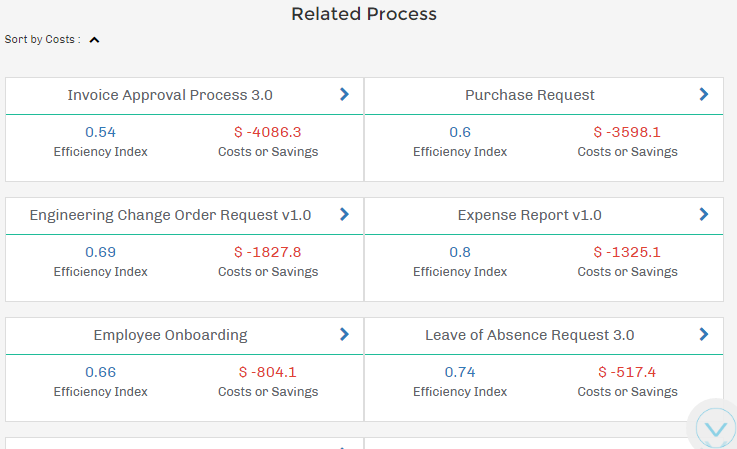 Related Process
Sort by Costs :
Invoice Approval Process 3.0
Purchase Request
0.54
$ -4086.3
0.6
$ -3598.1
Efficiency Index
Costs or Savings
Efficiency Index
Costs or Savings
Engineering Change Order Request v1.0
Expense Report v1.0
0.69
$ -1827.8
0.8
$ -1325.1
Efficiency Index
Costs or Savings
Efficiency Index
Costs or Savings
Employee Onboarding
Leave of Absence Request 3.0
0.66
$ -804.1
0.74
$ -517.4
Efficiency Index
Costs or Savings
Efficiency Index
Costs or Savings